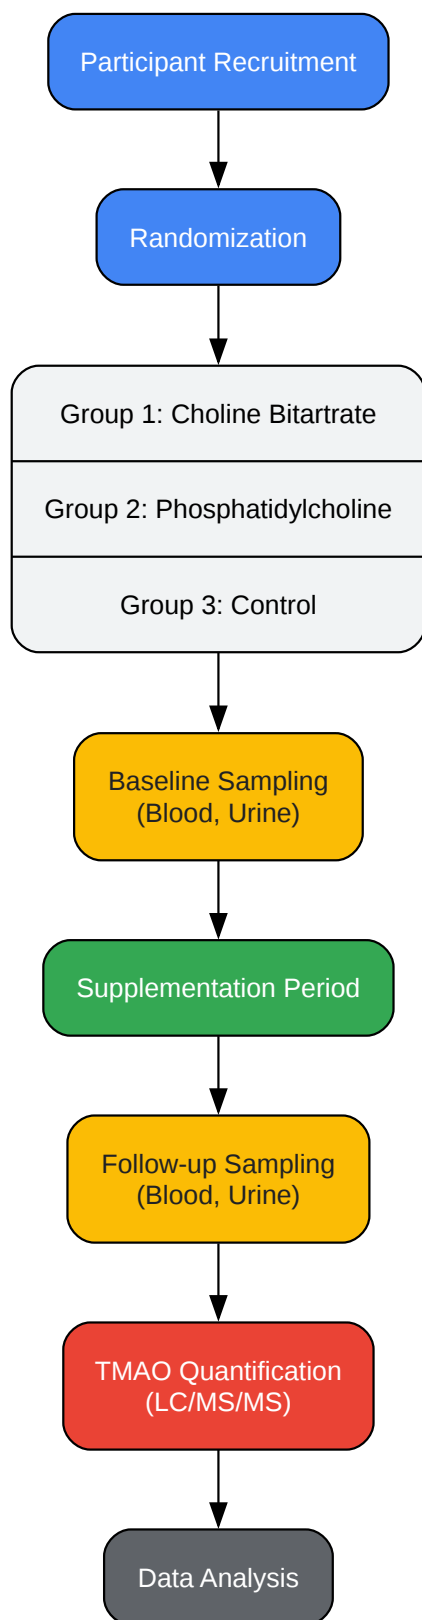 Participant Recruitment
Randomization
Group 1: Choline Bitartrate
Group 2: Phosphatidylcholine
Group 3: Control
Baseline Sampling
(Blood, Urine)
Supplementation Period
Follow-up Sampling
(Blood, Urine)
TMAO Quantification
(LC/MS/MS)
Data Analysis